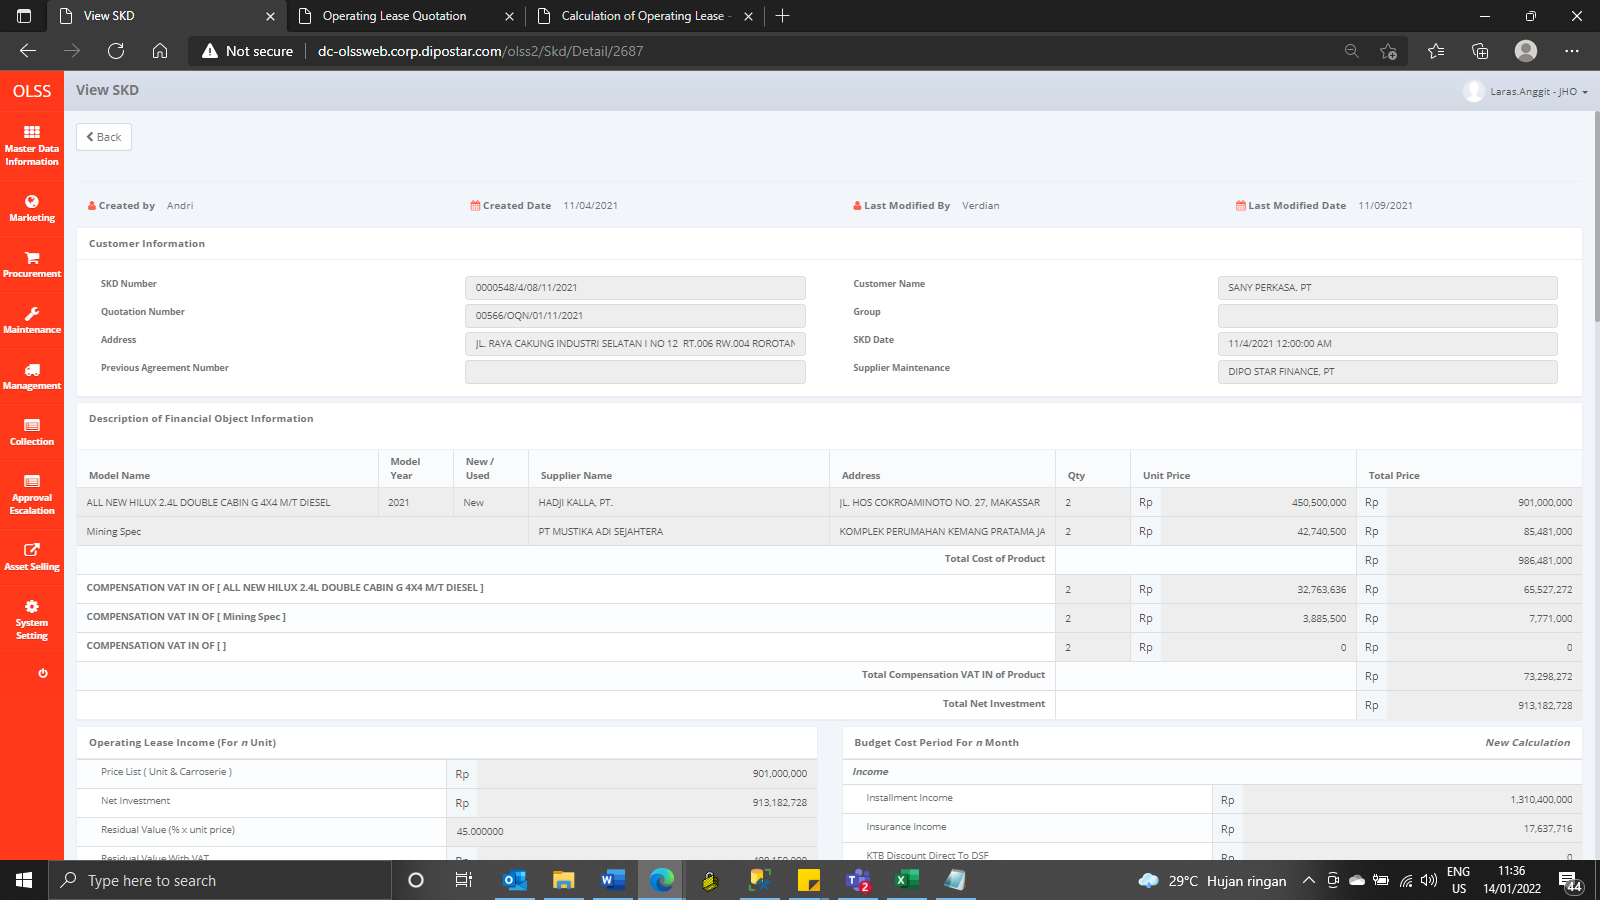 View SKD
Operating Lease Quotation
Calculation of Operating Lease -
Not secure
dc-olssweb.corp.dipostar.com/olss2/Skd/Detail/2687
OLSS
View SKD
Laras.Anggit - JHO
Back
Master Data
Information
Marketing
Procurement
Maintenance
Management
Collection
Approval
Escalation
Asset Selling
System
Setting
Created by Andri
Created Date 11/04/2021
Last Modified By Verdian
Last Modified Date 11/09/2021
Customer Information
SKD Number 0000548/4/08/11/2021
Customer Name SANY PERKASA. PT
Quotation Number 00566/OQN/01/11/2021
Group
Address JL. RAYA CAKUNG INDUSTRI SELATAN I NO 12 RT.006 RW.004 ROROTAN
SKD Date 11/4/2021 12:00:00 AM
Previous Agreement Number
Supplier Maintenance DIPO STAR FINANCE, PT
Description of Financial Object Information
Model Name Model Year New / Used Supplier Name Address Qty Unit Price Total Price
ALL NEW HILUX 2.4L DOUBLE CABIN G 4X4 M/T DIESEL 2021 New HADJI KALLA, PT. JL. HOS COKROAMINOTO NO. 27, MAKASSAR 2 Rp 450,500,000 Rp 901,000,000
Mining Spec PT MUSTIKA ADI SEJAHTERA KOMPLEK PERUMAHAN KEMANG PRATAMA JA 2 Rp 42,740,500 Rp 85,481,000
Total Cost of Product Rp 986,481,000
COMPENSATION VAT IN OF [ ALL NEW HILUX 2.4L DOUBLE CABIN G 4X4 M/T DIESEL ] 2 Rp 32,763,636 Rp 65,527,272
COMPENSATION VAT IN OF [ Mining Spec ] 2 Rp 3,885,500 Rp 7,771,000
COMPENSATION VAT IN OF [ ] 2 Rp 0 Rp 0
Total Compensation VAT IN of Product Rp 73,298,272
Total Net Investment Rp 913,182,728
Operating Lease Income (For n Unit)
Price List ( Unit & Carroserie ) Rp 901,000,000
Net Investment Rp 913,182,728
Residual Value (% x unit price) 45.000000
Residual Value With VAT Rp
Budget Cost Period For n Month New Calculation
Income
Installment Income Rp 1,310,400,000
Insurance Income Rp 17,637,716
KTB Discount Direct To DSF Rp 0
Type here to search
2
29°C Hujan ringan
ENG
US
11:36
14/01/2022
44